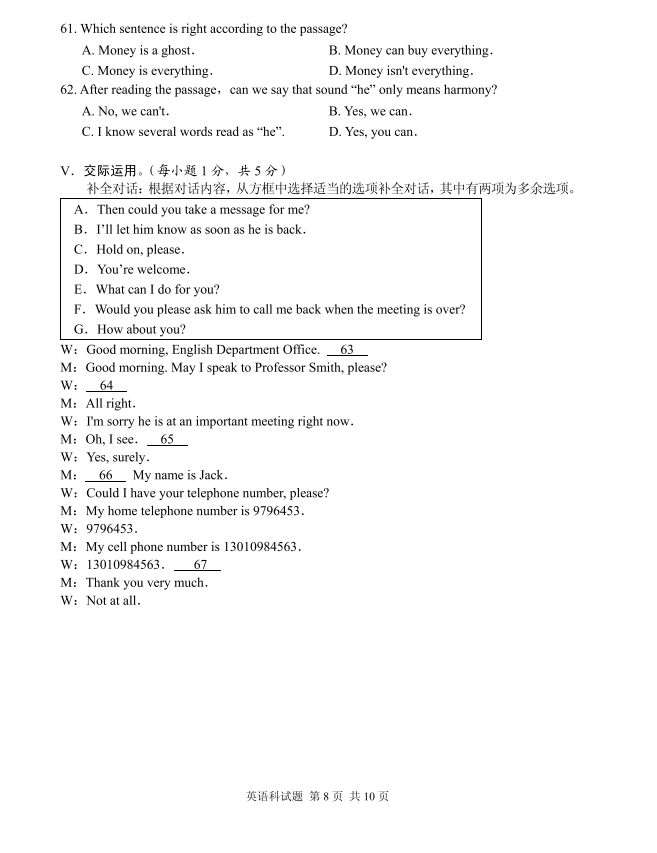 61. Which sentence is right according to the passage?
A. Money is a ghost.
B. Money can buy everything.
C. Money is everything.
D. Money isn't everything.
62. After reading the passage，can we say that sound “he” only means harmony?
A. No, we can't.
B. Yes, we can.
C. I know several words read as “he”.
D. Yes, you can.
V．交际运用。（每小题 1 分，共 5 分）
补全对话：根据对话内容，从方框中选择适当的选项补全对话，其中有两项为多余选项。
A．Then could you take a message for me?
B．I’ll let him know as soon as he is back.
C．Hold on, please.
D．You’re welcome.
E．What can I do for you?
F．Would you please ask him to call me back when the meeting is over?
G．How about you?
W：Good morning, English Department Office. 63
M：Good morning. May I speak to Professor Smith, please?
W： 64
M：All right.
W：I'm sorry he is at an important meeting right now.
M：Oh, I see. 65
W：Yes, surely.
M： 66 My name is Jack.
W：Could I have your telephone number, please?
M：My home telephone number is 9796453.
W：9796453.
M：My cell phone number is 13010984563.
W：13010984563. 67
M：Thank you very much.
W：Not at all.
英语科试题 第 8 页 共 10 页